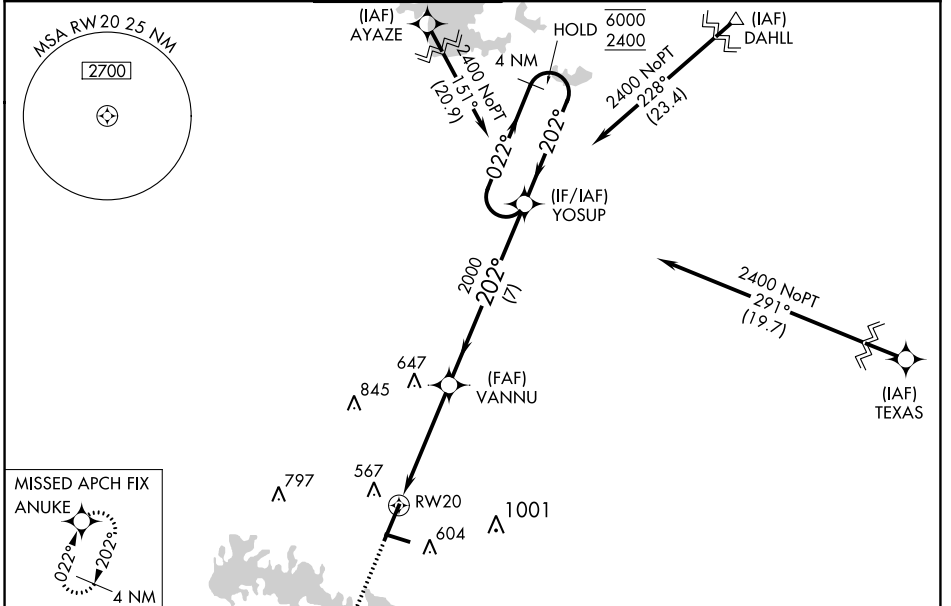 MSA RW20 25 NM
2700
(IAF)
AYAZE
2400 NoPT
151°
(20.9)
HOLD
6000
2400
4 NM
022°
202°
(IAF)
DAHLL
2400 NoPT
228°
(23.4)
(IF/IAF)
YOSUP
2000
202°
(7)
2400 NoPT
291°
(19.7)
(IAF)
TEXAS
(FAF)
VANNU
647
845
797
567
RW20
1001
604
MISSED APCH FIX
ANUKE
022°
202°
4 NM